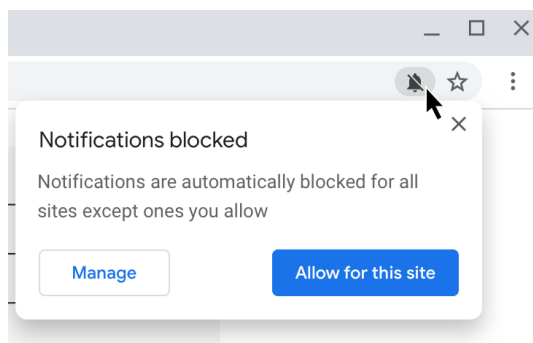 Notifications blocked
Notifications are automatically blocked for all
sites except ones you allow
Manage
Allow for this site